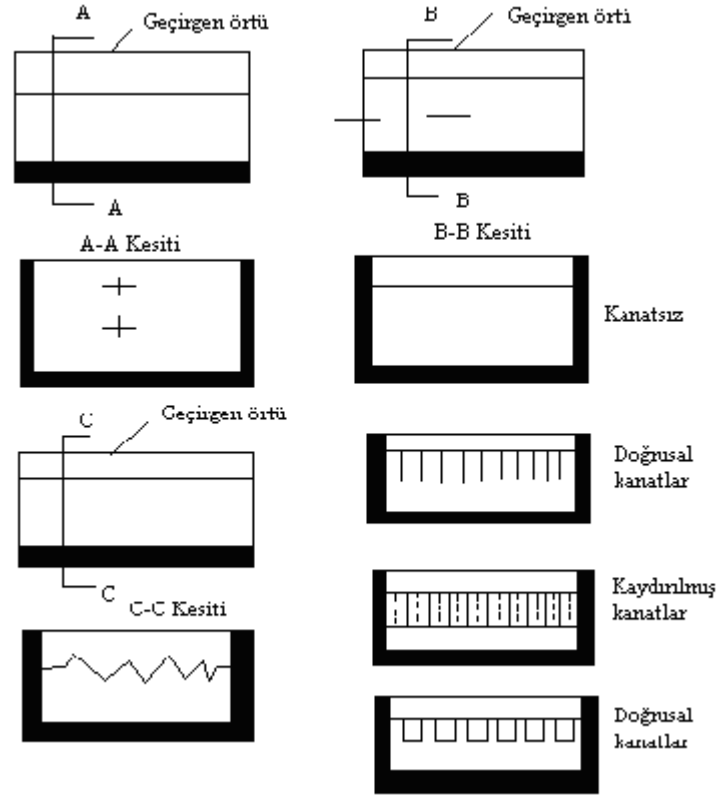 A
Geçirgen örtü
A
A-A Kesiti
B
Geçirgen örtü
B
B-B Kesiti
Kanatsız
C
Geçirgen örtü
C
C-C Kesiti
Doğrusal
kanatlar
Kaydırılmış
kanatlar
Doğrusal
kanatlar